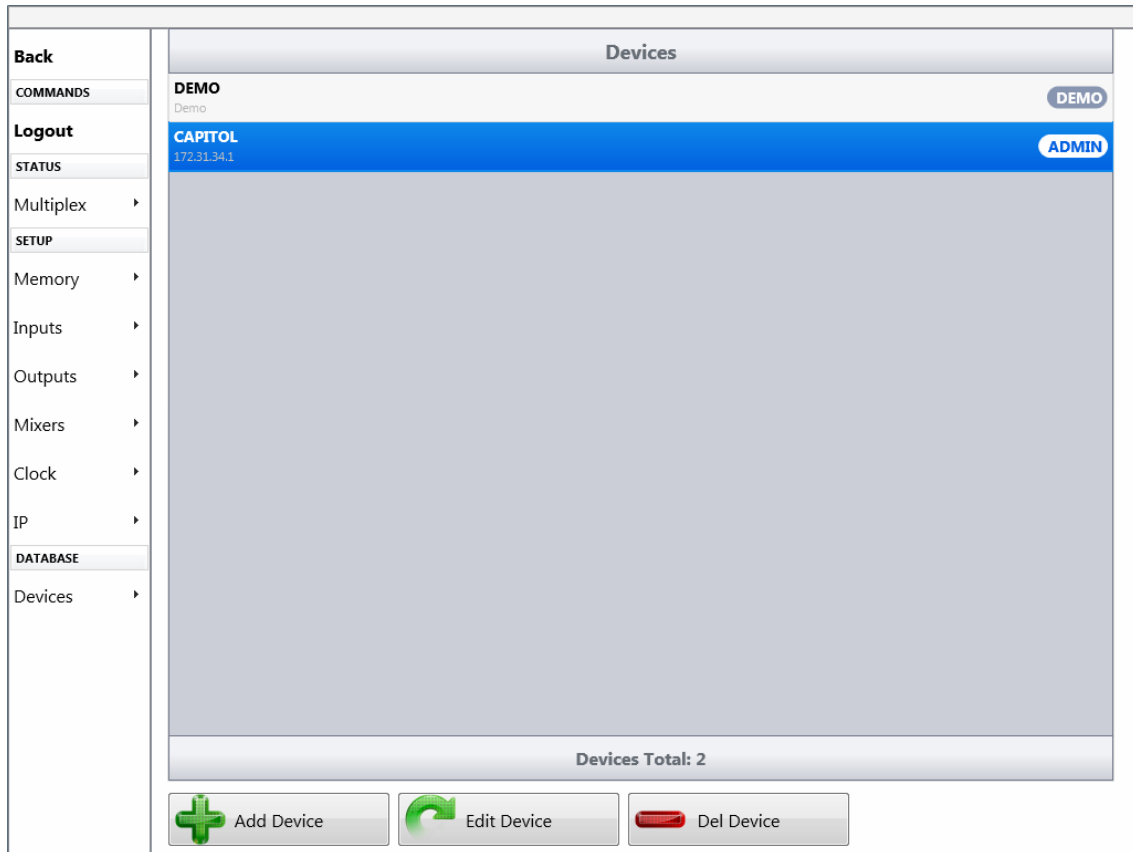 Back
COMMANDS
Logout
STATUS
Multiplex
SETUP
Memory
Inputs
Outputs
Mixers
Clock
IP
DATABASE
Devices
Devices
DEMO
Demo
DEMO
CAPITOL
172.31.34.1
ADMIN
Devices Total: 2
Add Device
Edit Device
Del Device